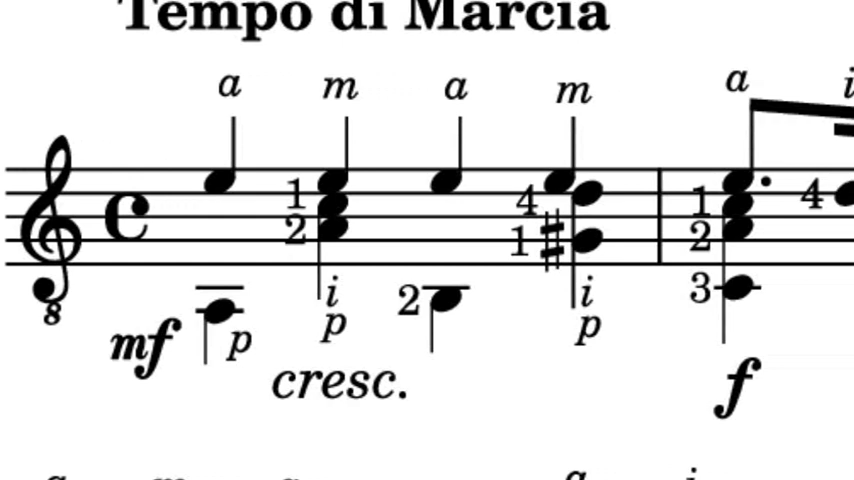 Tempo di Marcia
a m a m a i
1 4 1 4
2 1 2
i 2 i 3
8 p p
mf p f
cresc.
a m a a i